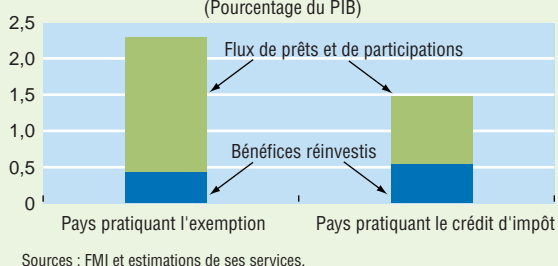 (Pourcentage du PIB)
2,5
Flux de prêts et de participations
2,0
1,5
1,0
Bénéfices réinvestis
0,5
0
Pays pratiquant l'exemption Pays pratiquant le crédit d'impôt
Sources : FMI et estimations de ses services.